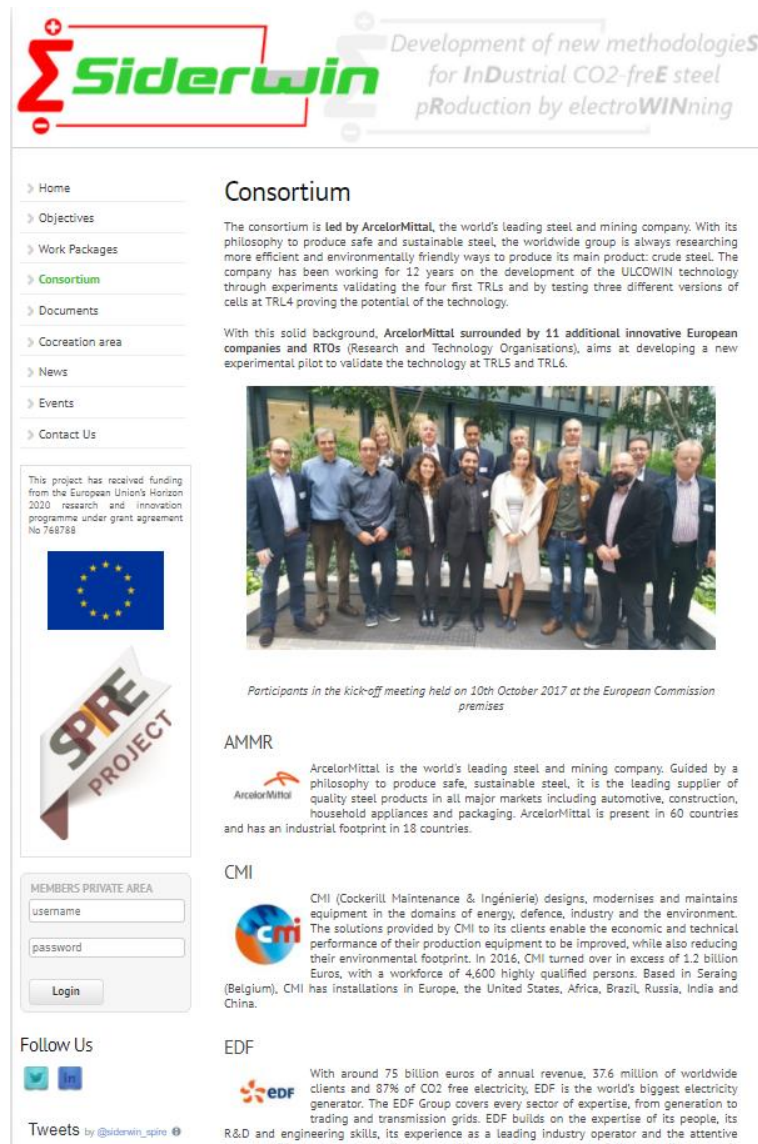 Siderwin
Development of new methodologieS
for InDustrial CO2-freE steel
pRoduction by electroWINning
Home
Objectives
Work Packages
Consortium
Documents
Cocreation area
News
Events
Contact Us
This project has received funding
from the European Union's Horizon
2020 research and innovation
programme under grant agreement
No 768788
SPIRE
PROJECT
MEMBERS PRIVATE AREA
username
password
Login
Follow Us
Tweets by @siderwin_spire
Consortium
The consortium is led by ArcelorMittal, the world's leading steel and mining company. With its
philosophy to produce safe and sustainable steel, the worldwide group is always researching
more efficient and environmentally friendly ways to produce its main product: crude steel. The
company has been working for 12 years on the development of the ULCOWIN technology
through experiments validating the four first TRLs and by testing three different versions of
cells at TRL4 proving the potential of the technology.
With this solid background, ArcelorMittal surrounded by 11 additional innovative European
companies and RTOs (Research and Technology Organisations), aims at developing a new
experimental pilot to validate the technology at TRL5 and TRL6.
Participants in the kick-off meeting held on 10th October 2017 at the European Commission
premises
AMMR
ArcelorMittal
ArcelorMittal is the world's leading steel and mining company. Guided by a
philosophy to produce safe, sustainable steel, it is the leading supplier of
quality steel products in all major markets including automotive, construction,
household appliances and packaging. ArcelorMittal is present in 60 countries
and has an industrial footprint in 18 countries.
CMI
cmi
CMI (Cockerill Maintenance & Ingénierie) designs, modernises and maintains
equipment in the domains of energy, defence, industry and the environment.
The solutions provided by CMI to its clients enable the economic and technical
performance of their production equipment to be improved, while also reducing
their environmental footprint. In 2016, CMI turned over in excess of 1.2 billion
Euros, with a workforce of 4,600 highly qualified persons. Based in Seraing
(Belgium), CMI has installations in Europe, the United States, Africa, Brazil, Russia, India and
China.
EDF
eDF
With around 75 billion euros of annual revenue, 37.6 million of worldwide
clients and 87% of CO2 free electricity, EDF is the world's biggest electricity
generator. The EDF Group covers every sector of expertise, from generation to
trading and transmission grids. EDF builds on the expertise of its people, its
R&D and engineering skills, its experience as a leading industry operator and the attentive